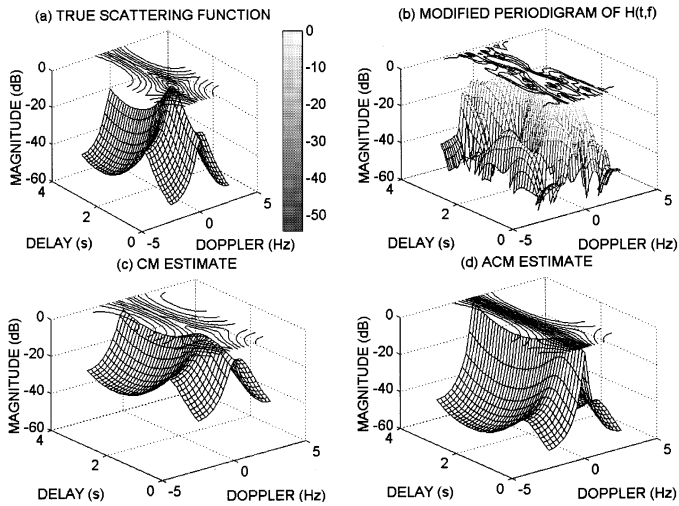 (a) TRUE SCATTERING FUNCTION
0
-20
-40
-60
MAGNITUDE (dB)
4
2
0
DELAY (s)
-5
0
5
DOPPLER (Hz)
0
-10
-20
-30
-40
-50
(b) MODIFIED PERIODIGRAM OF H(t,f)
0
-20
-40
-60
MAGNITUDE (dB)
4
2
0
DELAY (s)
-5
0
5
DOPPLER (Hz)
(c) CM ESTIMATE
0
-20
-40
-60
MAGNITUDE (dB)
4
2
0
DELAY (s)
-5
0
5
DOPPLER (Hz)
(d) ACM ESTIMATE
0
-20
-40
-60
MAGNITUDE (dB)
4
2
0
DELAY (s)
-5
0
5
DOPPLER (Hz)